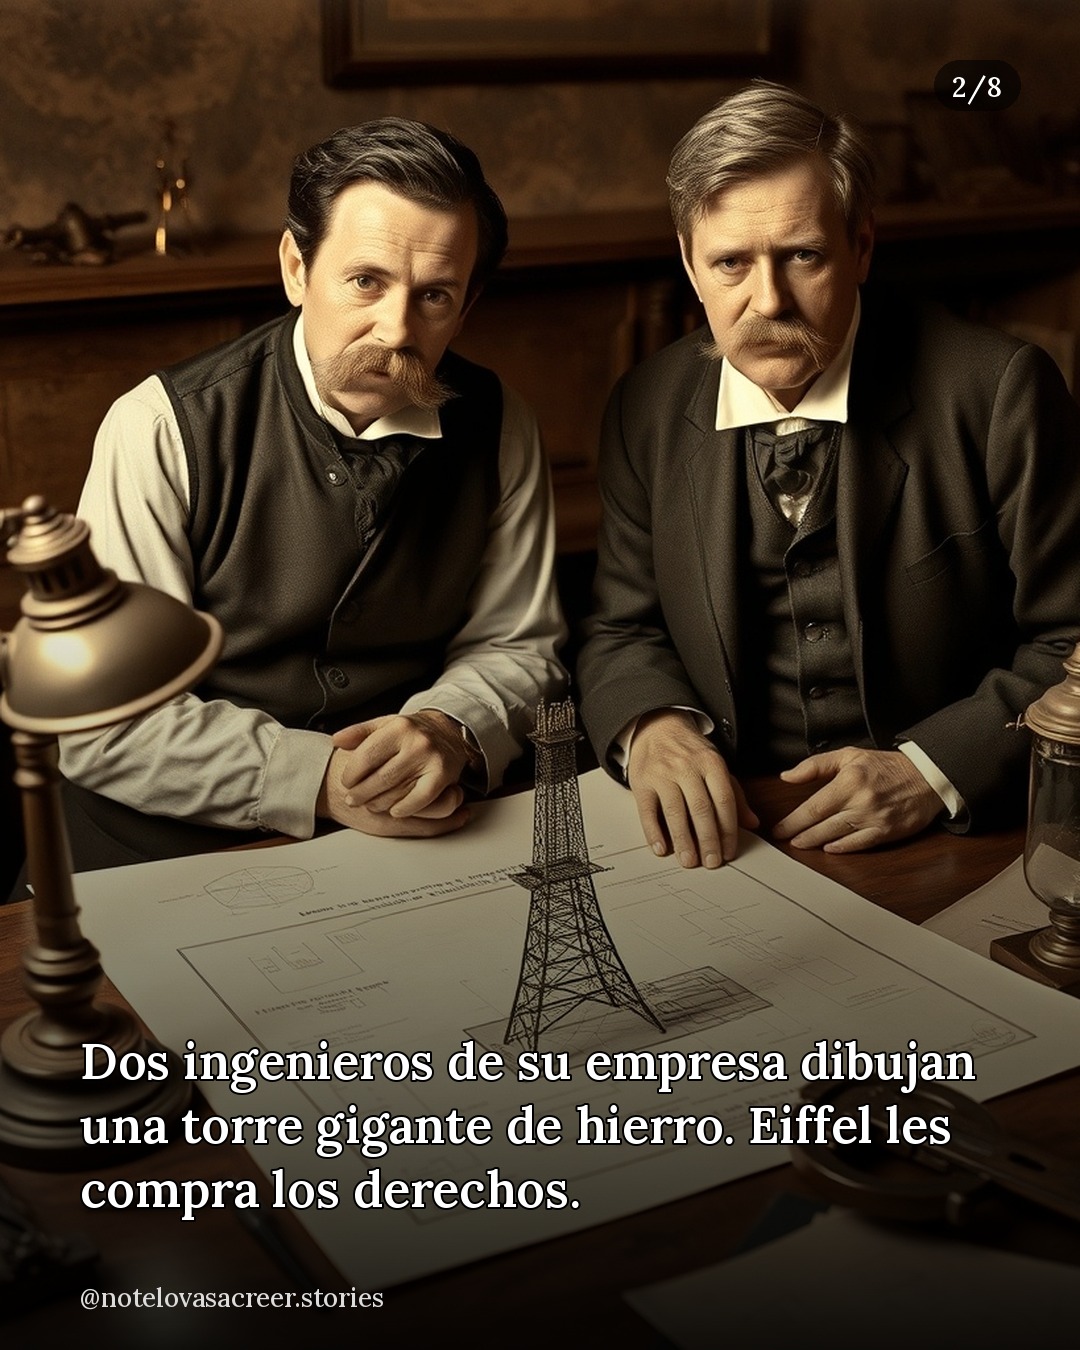 2/8
Dos ingenieros de su empresa dibujan
una torre gigante de hierro. Eiffel les
compra los derechos.
@notelovasacreer.stories